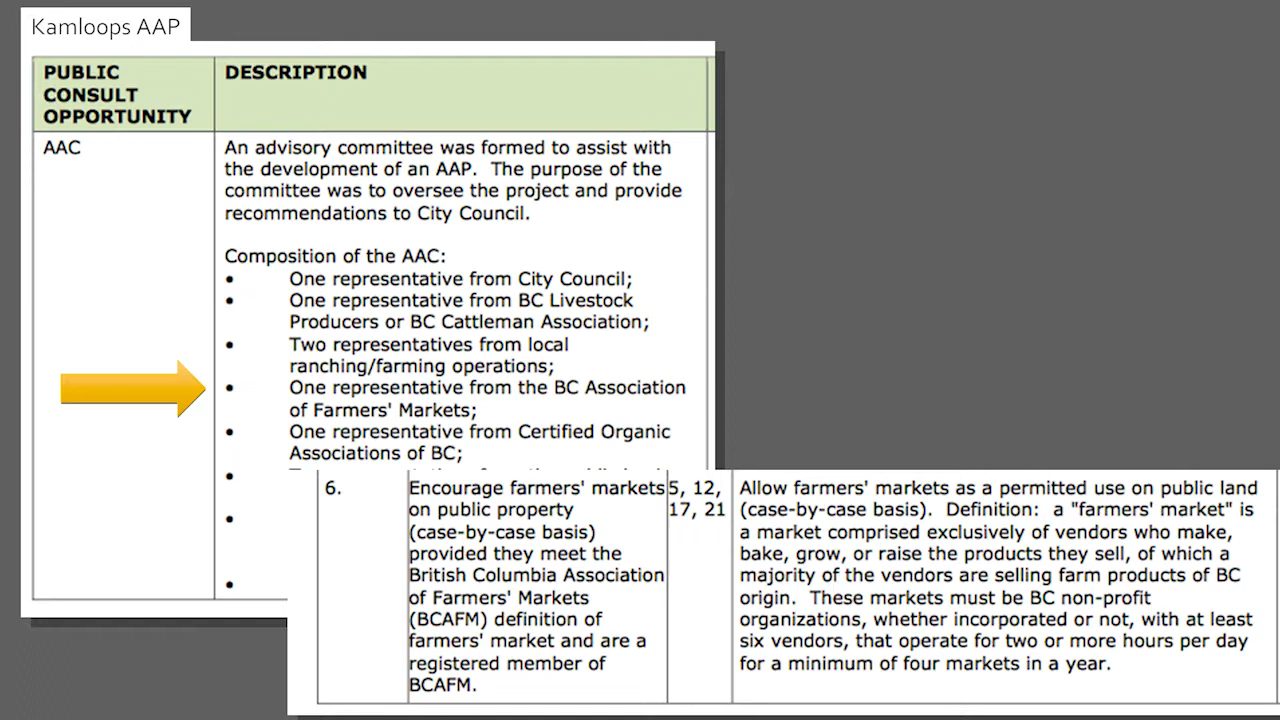 Kamloops AAP
PUBLIC
CONSULT
OPPORTUNITY
DESCRIPTION
AAC
An advisory committee was formed to assist with
the development of an AAP. The purpose of the
committee was to oversee the project and provide
recommendations to City Council.
Composition of the AAC:
• One representative from City Council;
• One representative from BC Livestock
Producers or BC Cattleman Association;
• Two representatives from local
ranching/farming operations;
• One representative from the BC Association
of Farmers' Markets;
• One representative from Certified Organic
Associations of BC;
•
•
•
6.
Encourage farmers' markets
on public property
(case-by-case basis)
provided they meet the
British Columbia Association
of Farmers' Markets
(BCAFM) definition of
farmers' market and are a
registered member of
BCAFM.
5, 12,
17, 21
Allow farmers' markets as a permitted use on public land
(case-by-case basis). Definition: a "farmers' market" is
a market comprised exclusively of vendors who make,
bake, grow, or raise the products they sell, of which a
majority of the vendors are selling farm products of BC
origin. These markets must be BC non-profit
organizations, whether incorporated or not, with at least
six vendors, that operate for two or more hours per day
for a minimum of four markets in a year.